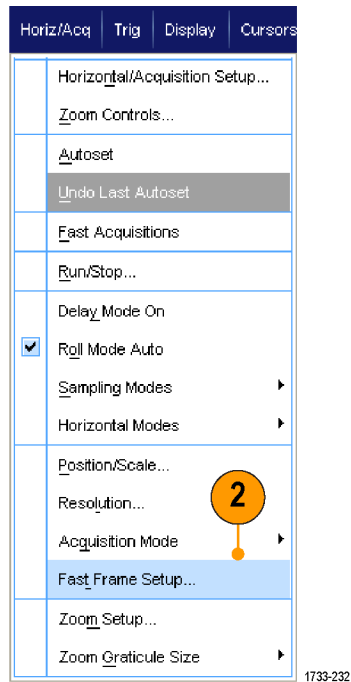 Horiz/Acq Trig Display Cursors
Horizontal/Acquisition Setup...
Zoom Controls...
Autoset
Undo Last Autoset
Fast Acquisitions
Run/Stop...
Delay Mode On
Roll Mode Auto
Sampling Modes
Horizontal Modes
Position/Scale...
Resolution...
2
Acquisition Mode
Fast Frame Setup...
Zoom Setup...
Zoom Graticule Size
1733-232